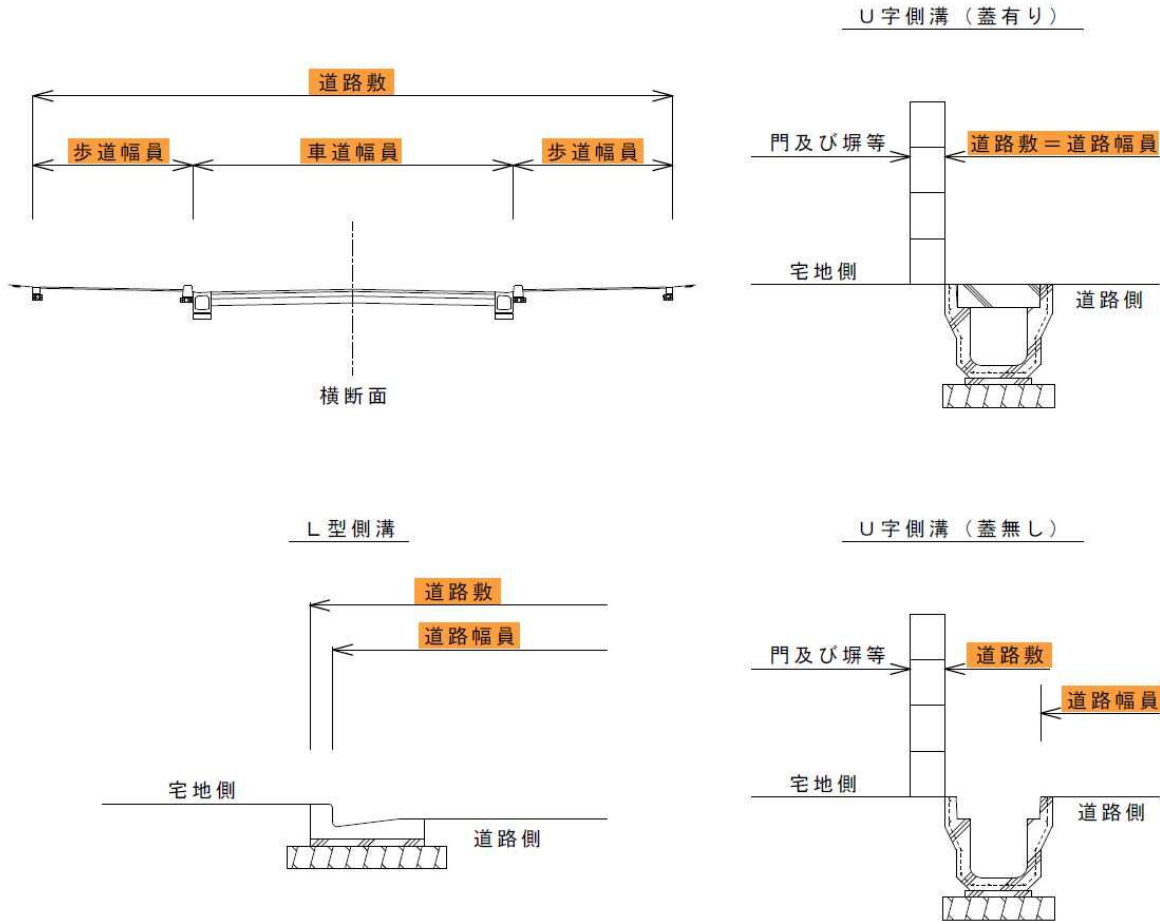 道路敷
歩道幅員
車道幅員
歩道幅員
横断面
U字側溝（蓋有り）
門及び塀等
道路敷＝道路幅員
宅地側
道路側
L型側溝
道路敷
道路幅員
宅地側
道路側
U字側溝（蓋無し）
門及び塀等
道路敷
道路幅員
宅地側
道路側